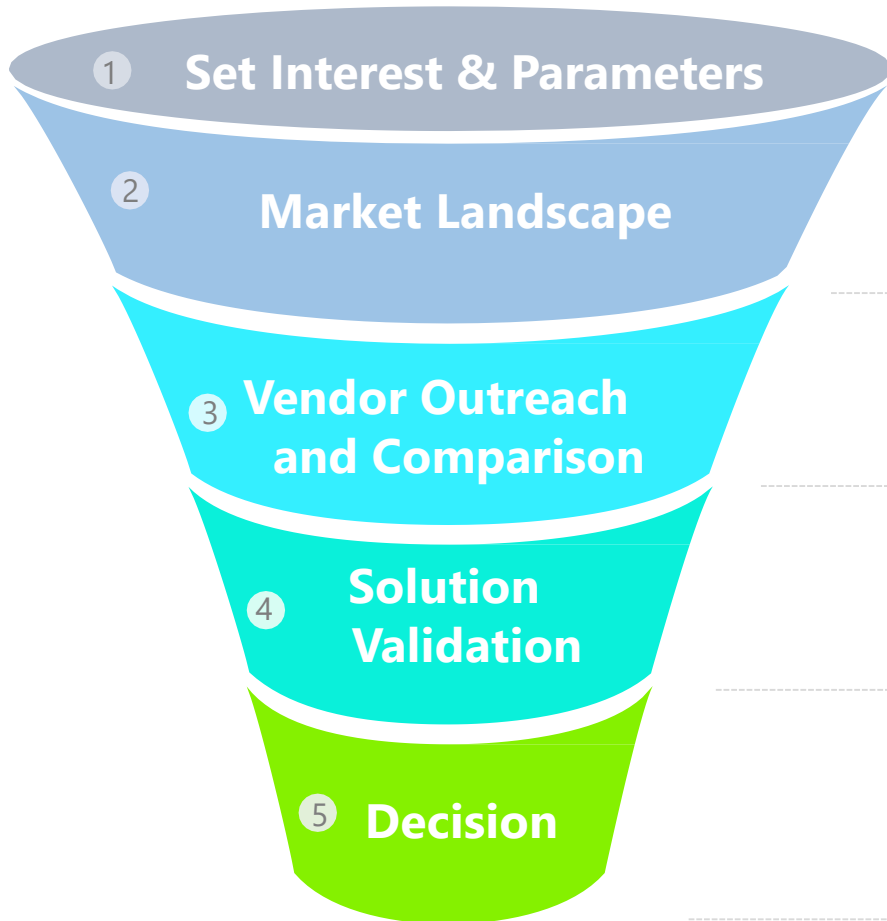 1 Set Interest & Parameters
2
Market Landscape
3 Vendor Outreach
and Comparison
4 Solution
Validation
5 Decision